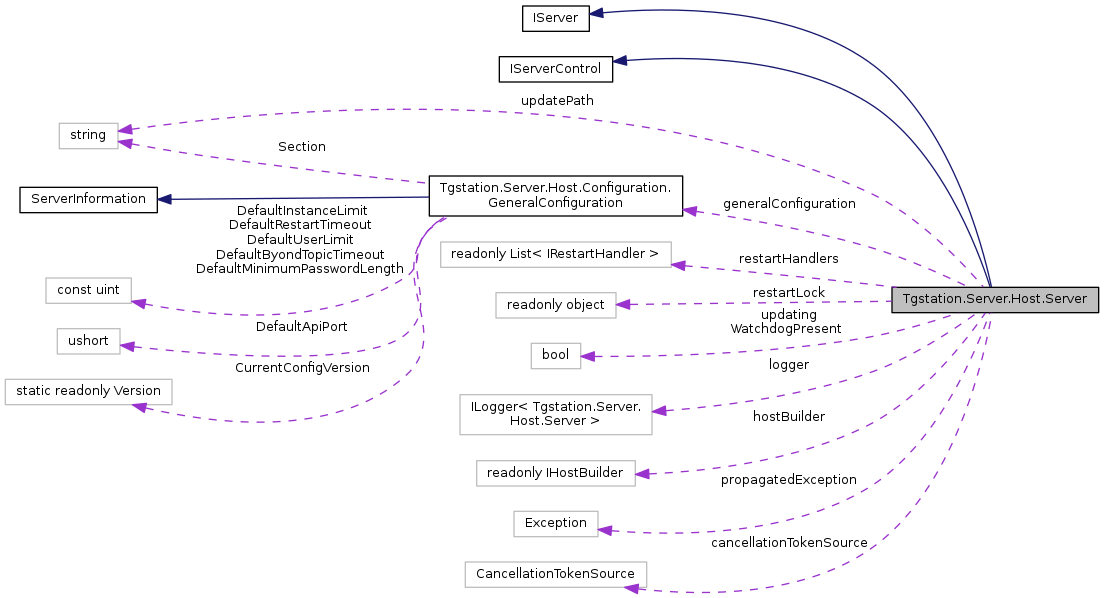 IServer
IServerControl
updatePath
string
Section
Tgstation.Server.Host.Configuration.
GeneralConfiguration
ServerInformation
generalConfiguration
DefaultInstanceLimit
DefaultRestartTimeout
DefaultUserLimit
DefaultByondTopicTimeout
DefaultMinimumPasswordLength
readonly List< IRestartHandler >
restartHandlers
const uint
readonly object
restartLock
Tgstation.Server.Host.Server
updating
WatchdogPresent
DefaultApiPort
ushort
bool
logger
CurrentConfigVersion
static readonly Version
ILogger< Tgstation.Server.
Host.Server >
hostBuilder
readonly IHostBuilder
propagatedException
Exception
cancellationTokenSource
CancellationTokenSource